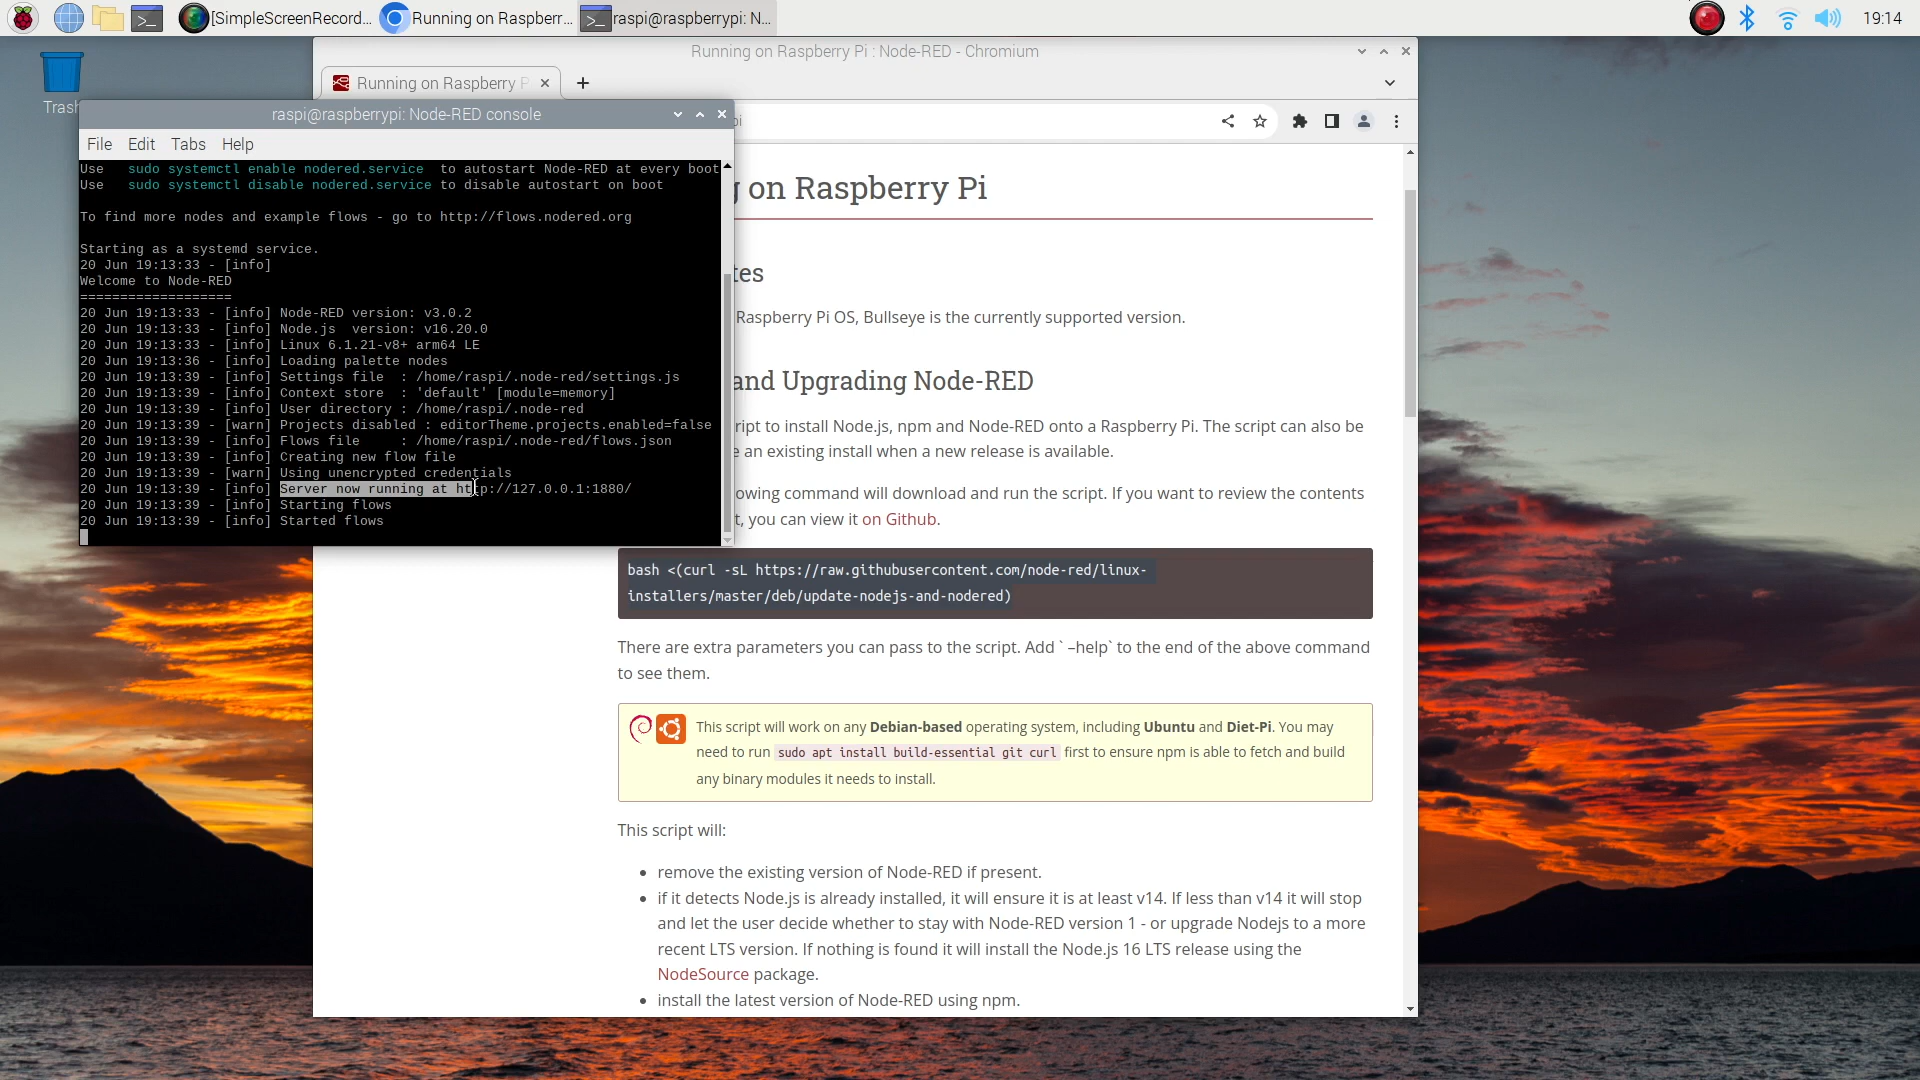 [SimpleScreenRecord...
Running on Raspberr...
raspi@raspberrypi: N...
19:14
Trash
Running on Raspberry Pi : Node-RED - Chromium
Running on Raspberry P
raspi@raspberrypi: Node-RED console
File Edit Tabs Help
Use sudo systemctl enable nodered.service to autostart Node-RED at every boot
Use sudo systemctl disable nodered.service to disable autostart on boot
To find more nodes and example flows - go to http://flows.nodered.org
Starting as a systemd service.
20 Jun 19:13:33 - [info]
Welcome to Node-RED
===================
20 Jun 19:13:33 - [info] Node-RED version: v3.0.2
20 Jun 19:13:33 - [info] Node.js version: v16.20.0
20 Jun 19:13:33 - [info] Linux 6.1.21-v8+ arm64 LE
20 Jun 19:13:36 - [info] Loading palette nodes
20 Jun 19:13:39 - [info] Settings file : /home/raspi/.node-red/settings.js
20 Jun 19:13:39 - [info] Context store : 'default' [module=memory]
20 Jun 19:13:39 - [info] User directory : /home/raspi/.node-red
20 Jun 19:13:39 - [warn] Projects disabled : editorTheme.projects.enabled=false
20 Jun 19:13:39 - [info] Flows file : /home/raspi/.node-red/flows.json
20 Jun 19:13:39 - [info] Creating new flow file
20 Jun 19:13:39 - [warn] Using unencrypted credentials
20 Jun 19:13:39 - [info] Server now running at http://127.0.0.1:1880/
20 Jun 19:13:39 - [info] Starting flows
20 Jun 19:13:39 - [info] Started flows
pi
g on Raspberry Pi
tes
Raspberry Pi OS, Bullseye is the currently supported version.
and Upgrading Node-RED
ript to install Node.js, npm and Node-RED onto a Raspberry Pi. The script can also be
e an existing install when a new release is available.
owing command will download and run the script. If you want to review the contents
t, you can view it on Github.
bash <(curl -sL https://raw.githubusercontent.com/node-red/linux-
installers/master/deb/update-nodejs-and-nodered)
There are extra parameters you can pass to the script. Add ` –help` to the end of the above command
to see them.
This script will work on any Debian-based operating system, including Ubuntu and Diet-Pi. You may
need to run sudo apt install build-essential git curl first to ensure npm is able to fetch and build
any binary modules it needs to install.
This script will:
• remove the existing version of Node-RED if present.
• if it detects Node.js is already installed, it will ensure it is at least v14. If less than v14 it will stop
and let the user decide whether to stay with Node-RED version 1 - or upgrade Nodejs to a more
recent LTS version. If nothing is found it will install the Node.js 16 LTS release using the
NodeSource package.
• install the latest version of Node-RED using npm.